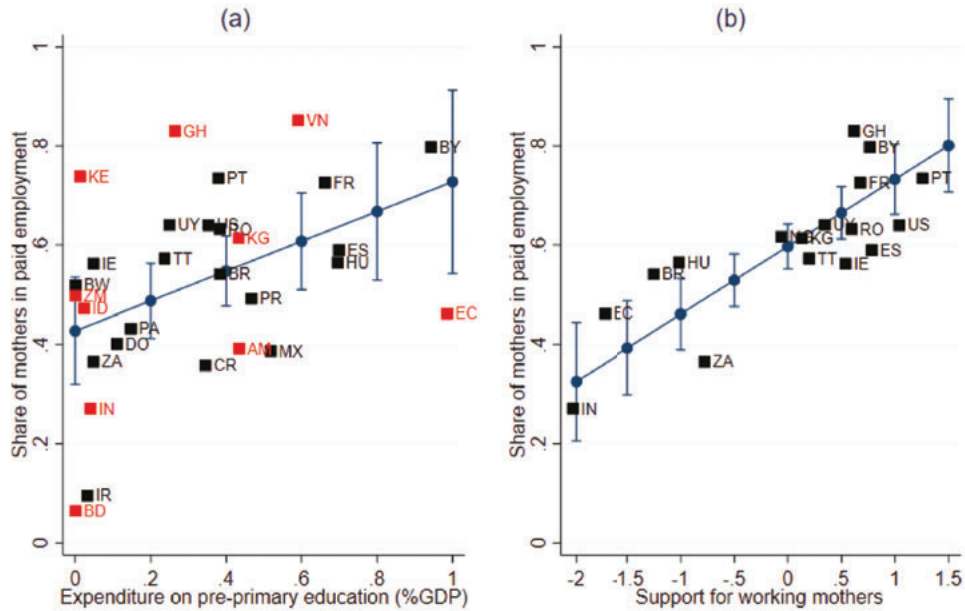 (a)
(b)
Share of mothers in paid employment
0
.2
.4
.6
.8
1
GH
VN
KE
BY
PT
FR
UY
US
RO
KG
TT
ES
HU
IE
BR
BW
ZM
PR
ID
EC
PA
DO
AM
MX
ZA
CR
IN
IR
BD
0
.2
.4
.6
.8
1
Expenditure on pre-primary education (%GDP)
Share of mothers in paid employment
0
.2
.4
.6
.8
1
GH
BY
FR
PT
UY
RO
US
KG
TT
ES
IE
HU
BR
EC
ZA
IN
-2
-1.5
-1
-.5
0
.5
1
1.5
Support for working mothers